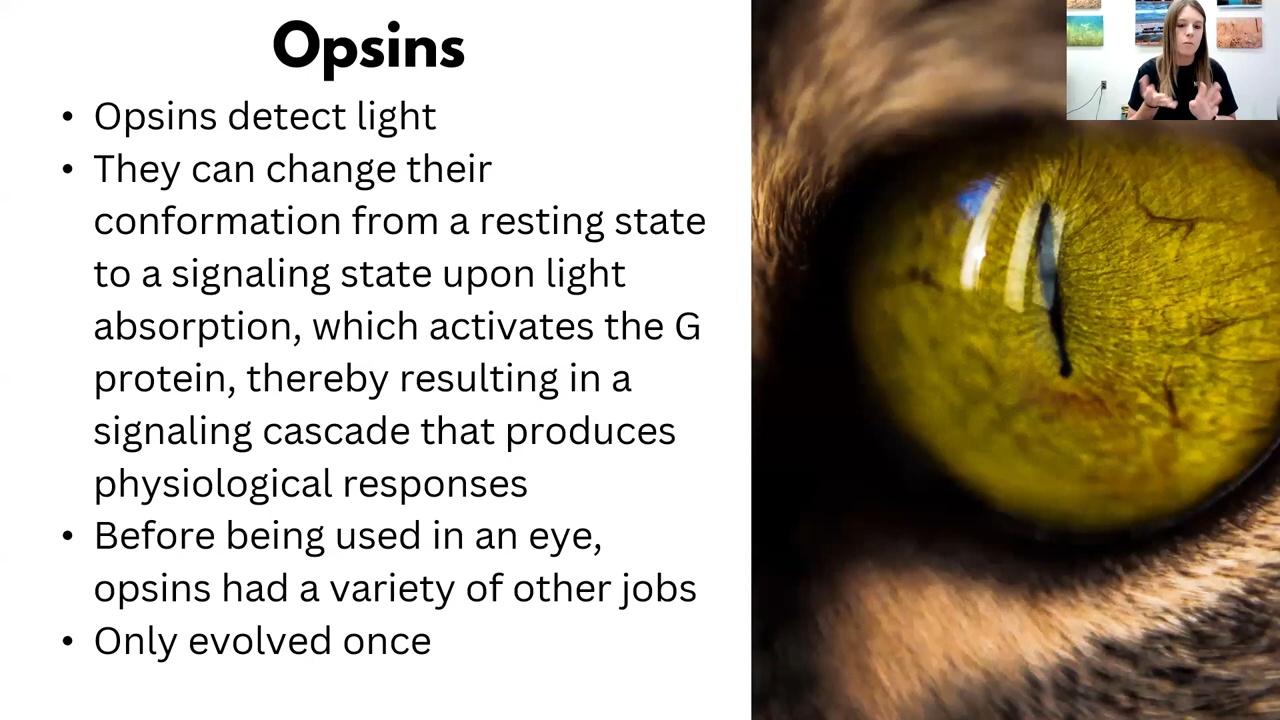 Opsins
• Opsins detect light
• They can change their
conformation from a resting state
to a signaling state upon light
absorption, which activates the G
protein, thereby resulting in a
signaling cascade that produces
physiological responses
• Before being used in an eye,
opsins had a variety of other jobs
• Only evolved once